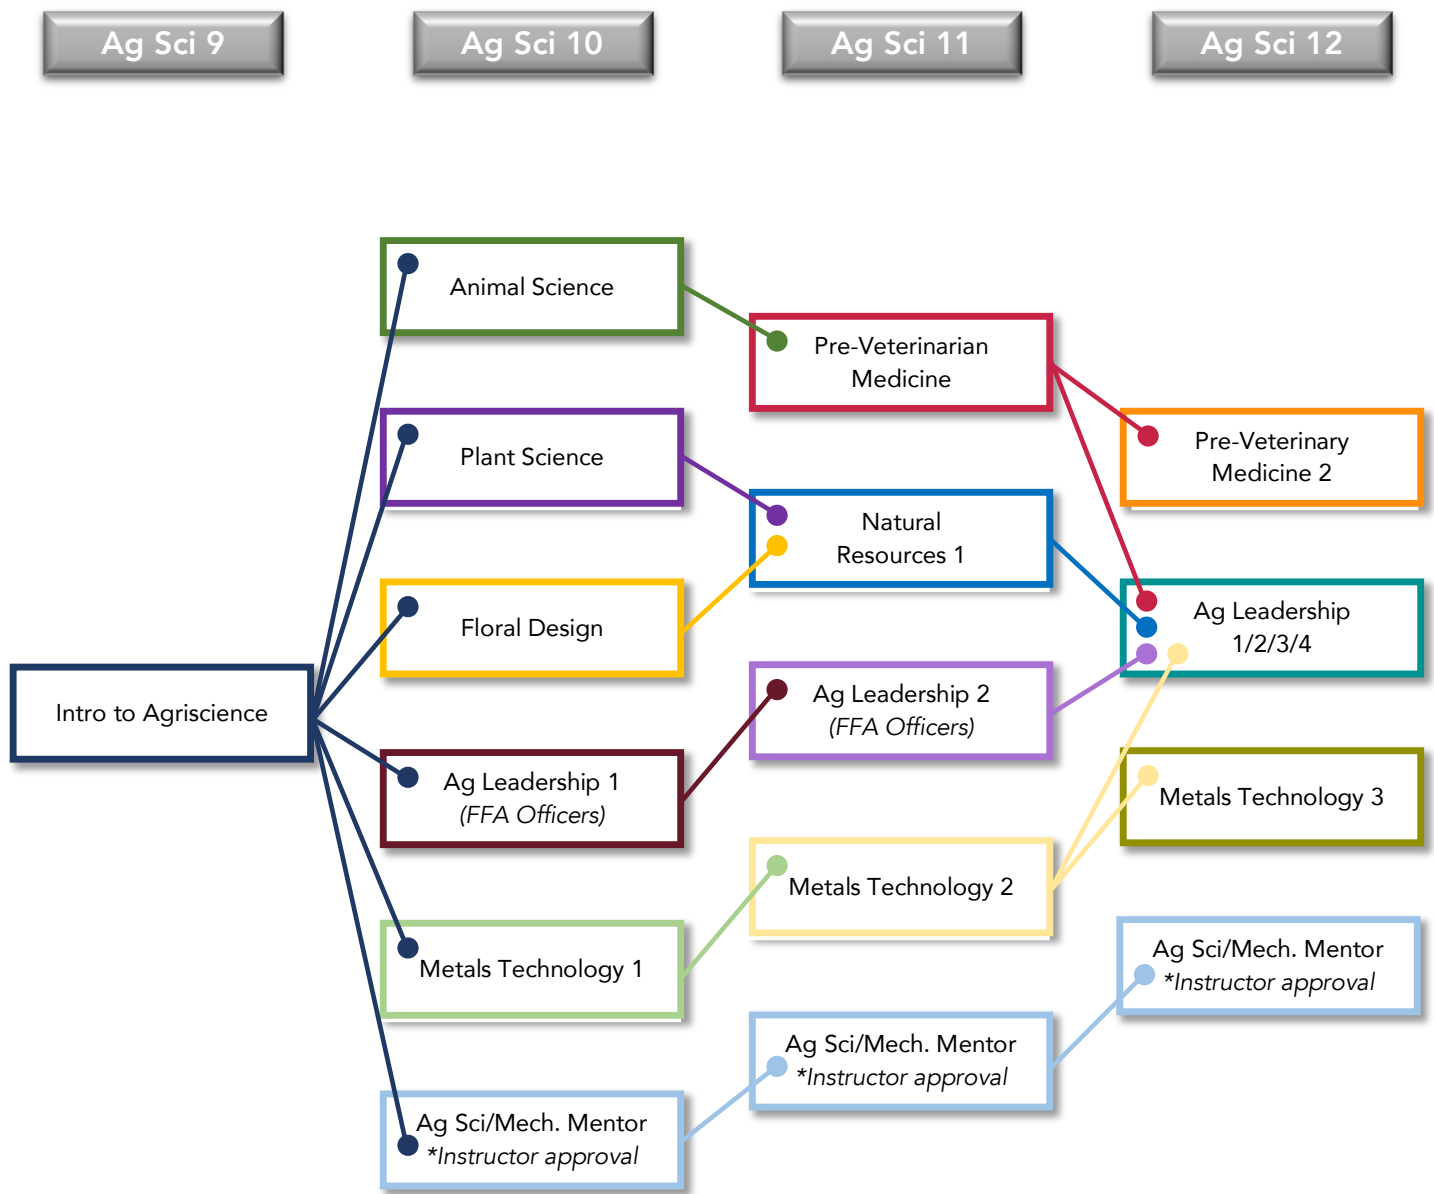 Ag Sci 9
Ag Sci 10
Ag Sci 11
Ag Sci 12
Intro to Agriscience
Animal Science
Plant Science
Floral Design
Ag Leadership 1
(FFA Officers)
Metals Technology 1
Ag Sci/Mech. Mentor
*Instructor approval
Pre-Veterinarian
Medicine
Natural
Resources 1
Ag Leadership 2
(FFA Officers)
Metals Technology 2
Ag Sci/Mech. Mentor
*Instructor approval
Pre-Veterinary
Medicine 2
Ag Leadership
1/2/3/4
Metals Technology 3
Ag Sci/Mech. Mentor
*Instructor approval